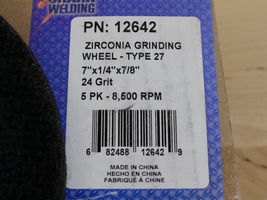 SHARK
WELDING
PN: 12642
ZIRCONIA GRINDING
WHEEL - TYPE 27
7"x1/4"x7/8"
24 Grit
5 PK - 8,500 RPM
6 82488 12642 9
MADE IN CHINA
HECHO EN CHINA
FABRIQUÉ À CHINE